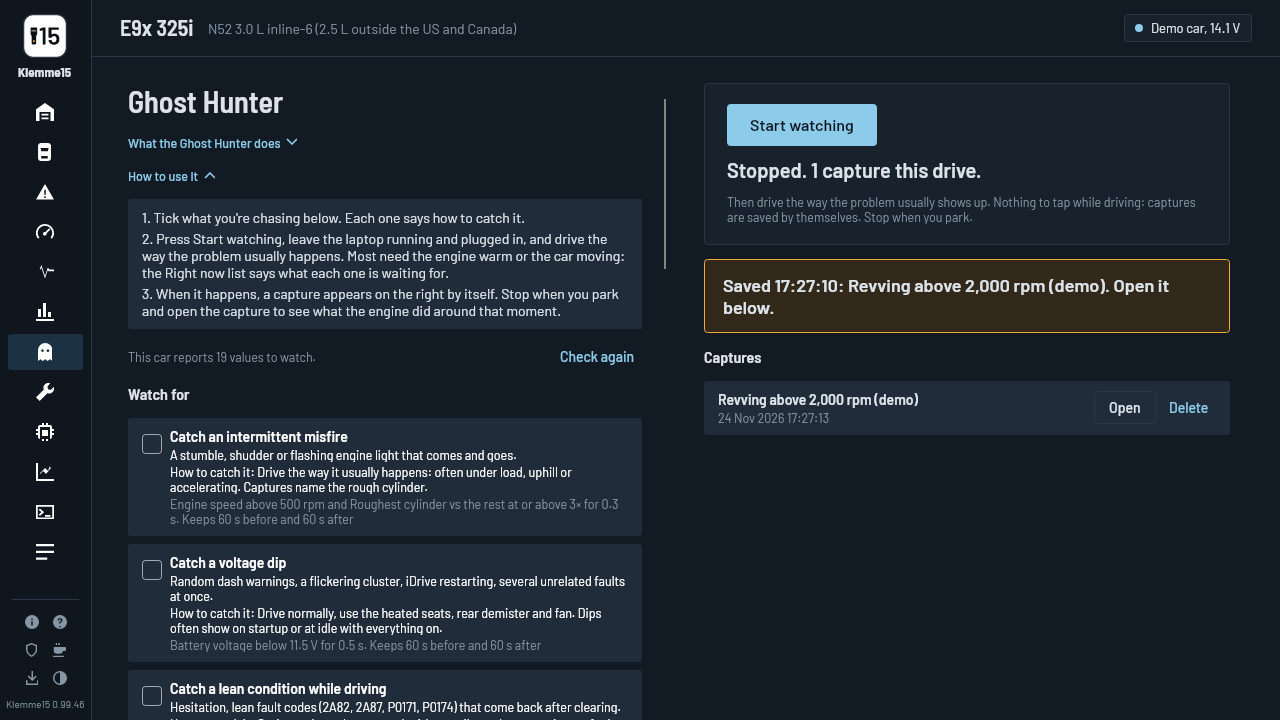 15
Klemme15
E9x 325i
N52 3.0 L inline-6 (2.5 L outside the US and Canada)
Demo car, 14.1 V
Ghost Hunter
What the Ghost Hunter does
How to use it
1. Tick what you're chasing below. Each one says how to catch it.
2. Press Start watching, leave the laptop running and plugged in, and drive the
way the problem usually happens. Most need the engine warm or the car moving:
the Right now list says what each one is waiting for.
3. When it happens, a capture appears on the right by itself. Stop when you park
and open the capture to see what the engine did around that moment.
This car reports 19 values to watch.
Check again
Watch for
Catch an intermittent misfire
A stumble, shudder or flashing engine light that comes and goes.
How to catch it: Drive the way it usually happens: often under load, uphill or
accelerating. Captures name the rough cylinder.
Engine speed above 500 rpm and Roughest cylinder vs the rest at or above 3× for 0.3
s. Keeps 60 s before and 60 s after
Catch a voltage dip
Random dash warnings, a flickering cluster, iDrive restarting, several unrelated faults
at once.
How to catch it: Drive normally, use the heated seats, rear demister and fan. Dips
often show on startup or at idle with everything on.
Battery voltage below 11.5 V for 0.5 s. Keeps 60 s before and 60 s after
Catch a lean condition while driving
Hesitation, lean fault codes (2A82, 2A87, P0171, P0174) that come back after clearing.
Start watching
Stopped. 1 capture this drive.
Then drive the way the problem usually shows up. Nothing to tap while driving: captures
are saved by themselves. Stop when you park.
Saved 17:27:10: Revving above 2,000 rpm (demo). Open it
below.
Captures
Revving above 2,000 rpm (demo)
24 Nov 2026 17:27:13
Open
Delete
Klemme15 0.99.46